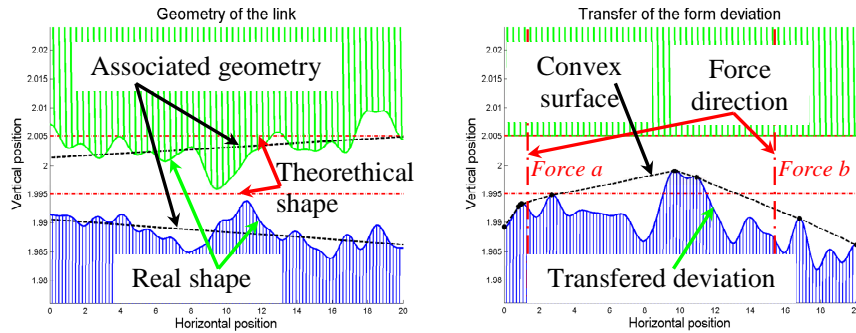 Geometry of the link
Vertical position
2.02
2.015
2.01
2.005
2
1.995
1.99
1.985
1.98
Associated geometry
Theorethical
shape
Real shape
0 2 4 6 8 10 12 14 16 18 20
Horizontal position
Transfer of the form deviation
Vertical position
2.02
2.015
2.01
2.005
2
1.995
1.99
1.985
1.98
Convex
surface
Force
direction
Force a
Force b
Transfered deviation
0 2 4 6 8 10 12 14 16 18 20
Horizontal position